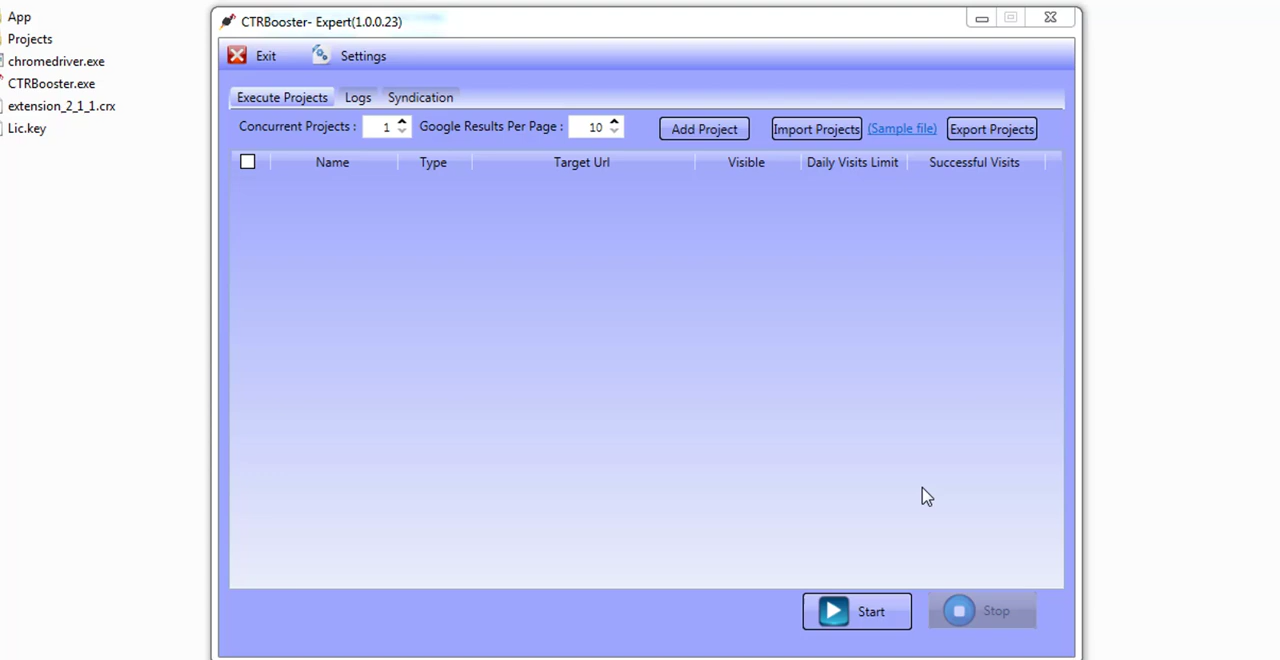 App
Projects
chromedriver.exe
CTRBooster.exe
extension_2_1_1.crx
Lic.key
CTRBooster- Expert(1.0.0.23)
Exit Settings
Execute Projects Logs Syndication
Concurrent Projects : 1 Google Results Per Page : 10 Add Project Import Projects (Sample file) Export Projects
Name Type Target Url Visible Daily Visits Limit Successful Visits
Start Stop